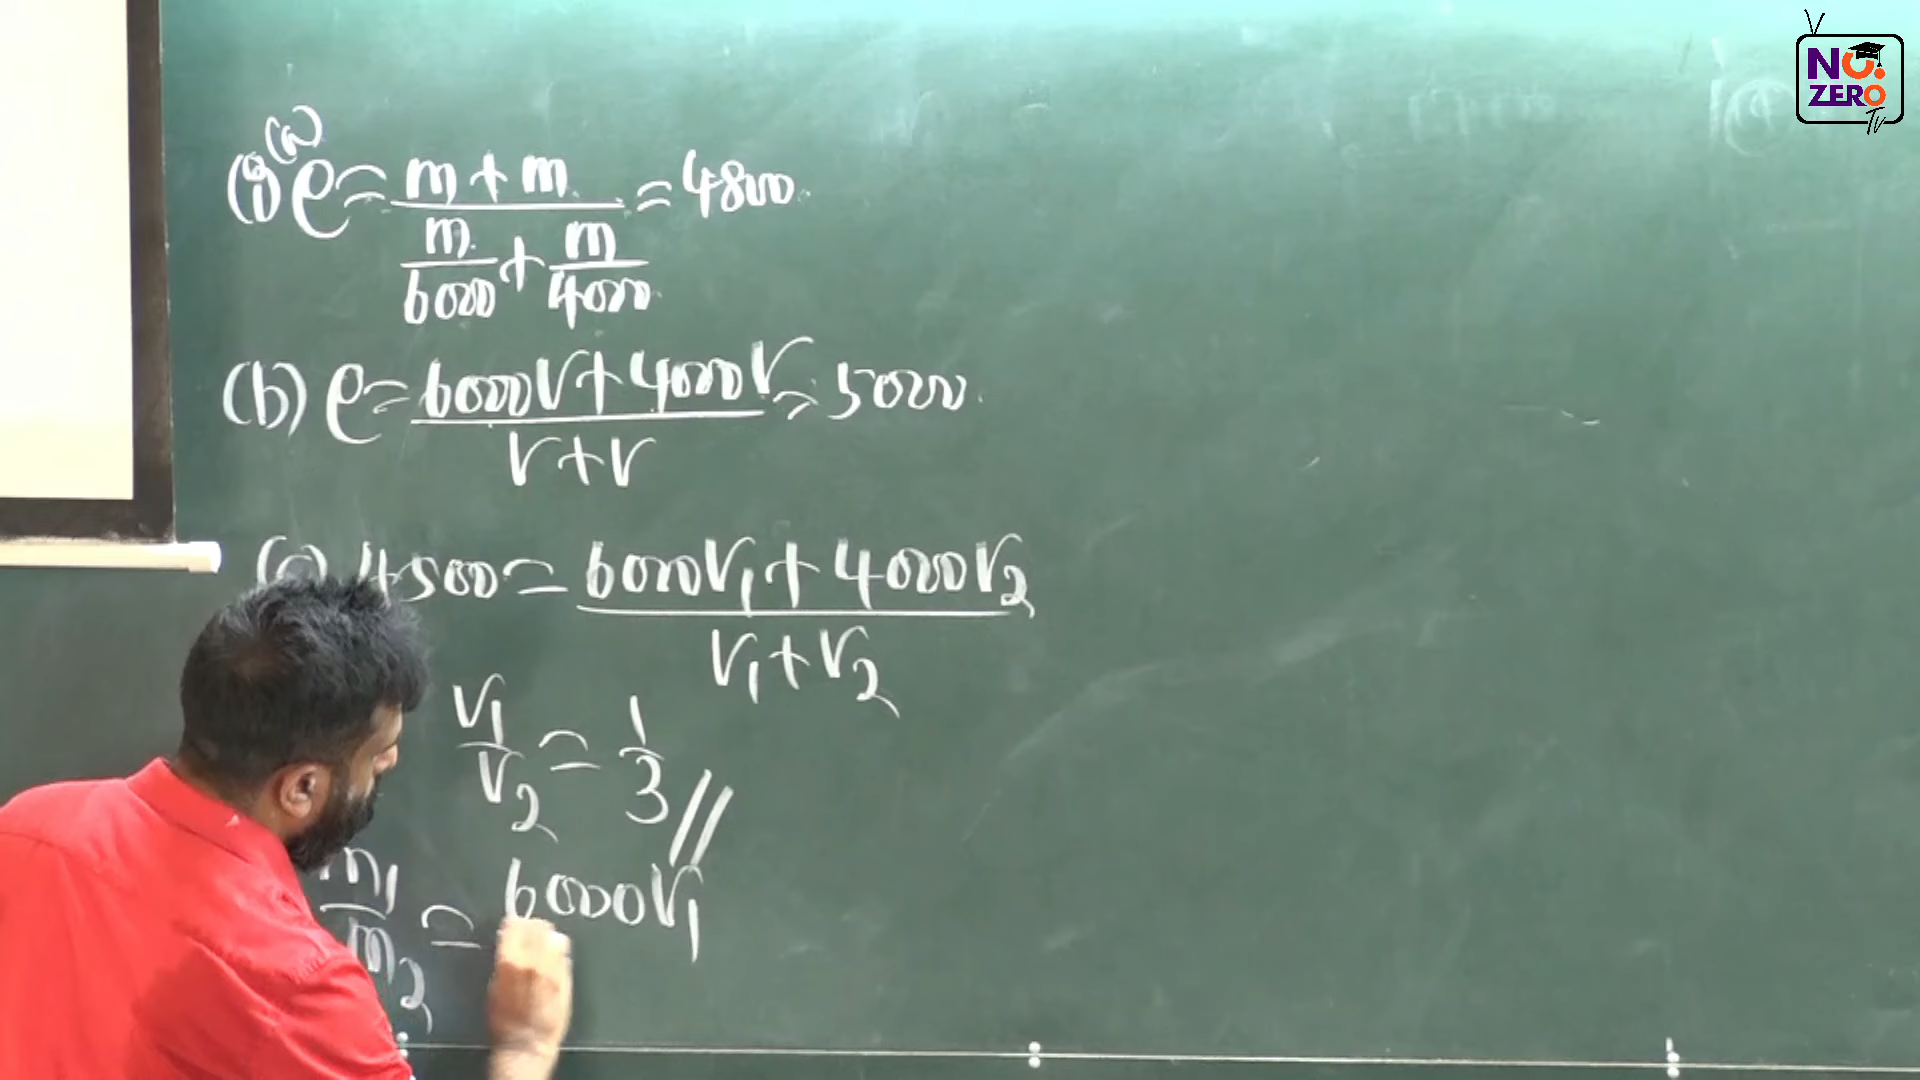 NO. ZERO TV
(i) (a) ρ = (m + m) / (m/6000 + m/4000) = 4800
(b) ρ = (6000V + 4000V) / (V + V) = 5000
(c) 4500 = (6000V₁ + 4000V₂) / (V₁ + V₂)
V₁/V₂ = 1/3 //
m₁/m₂ = 6000V₁